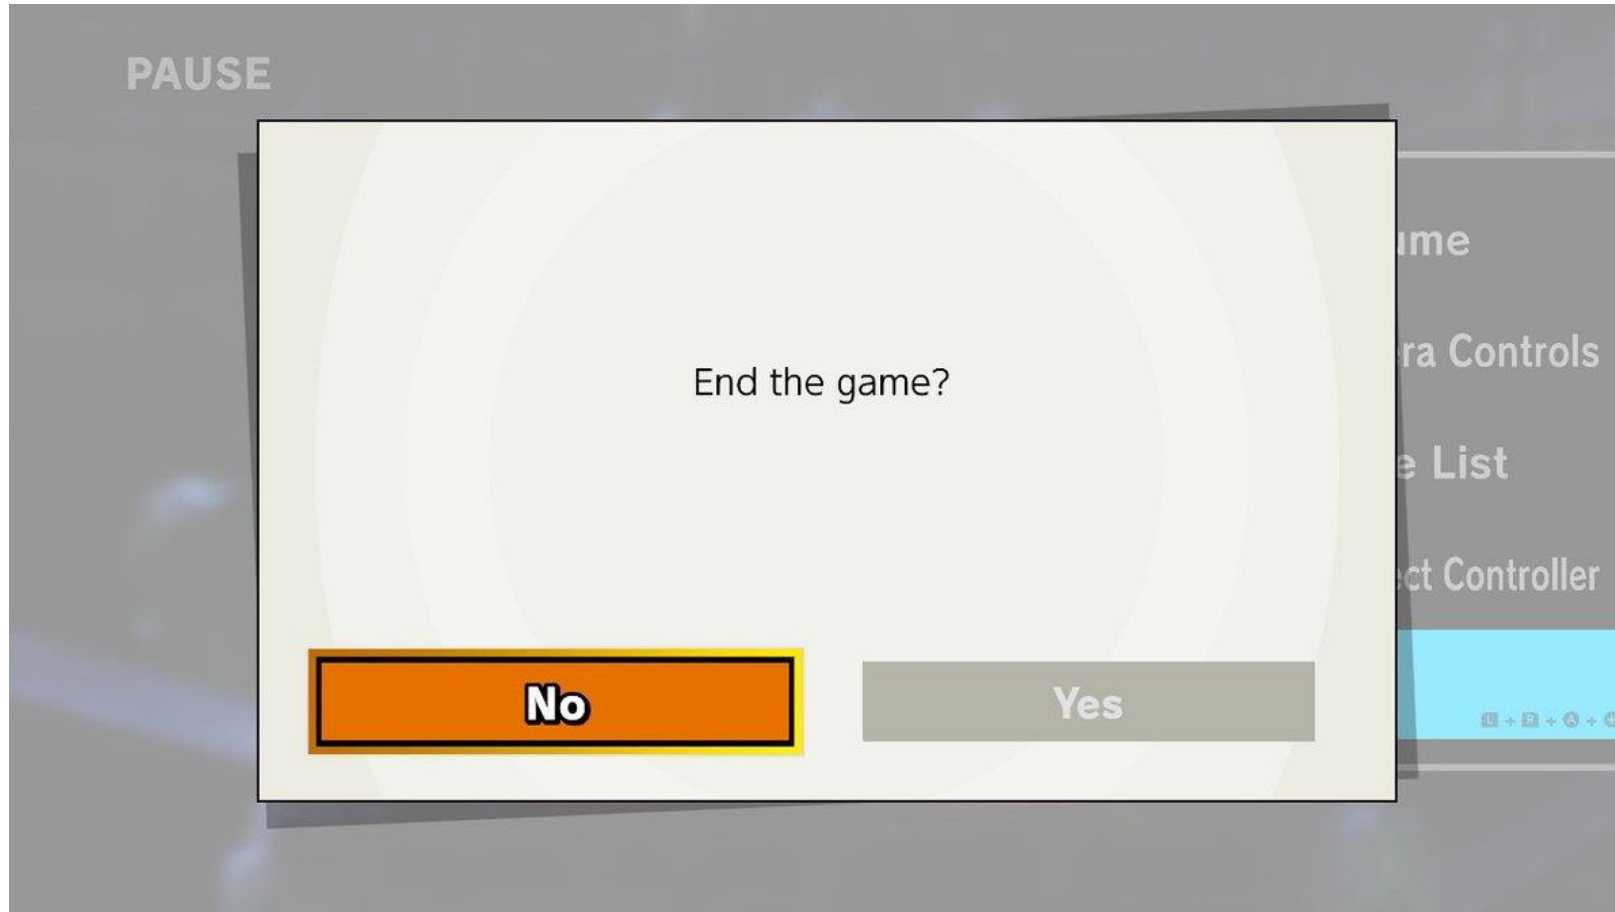 PAUSE
ume
ra Controls
e List
ct Controller
End the game?
No
Yes
L + R + A + +